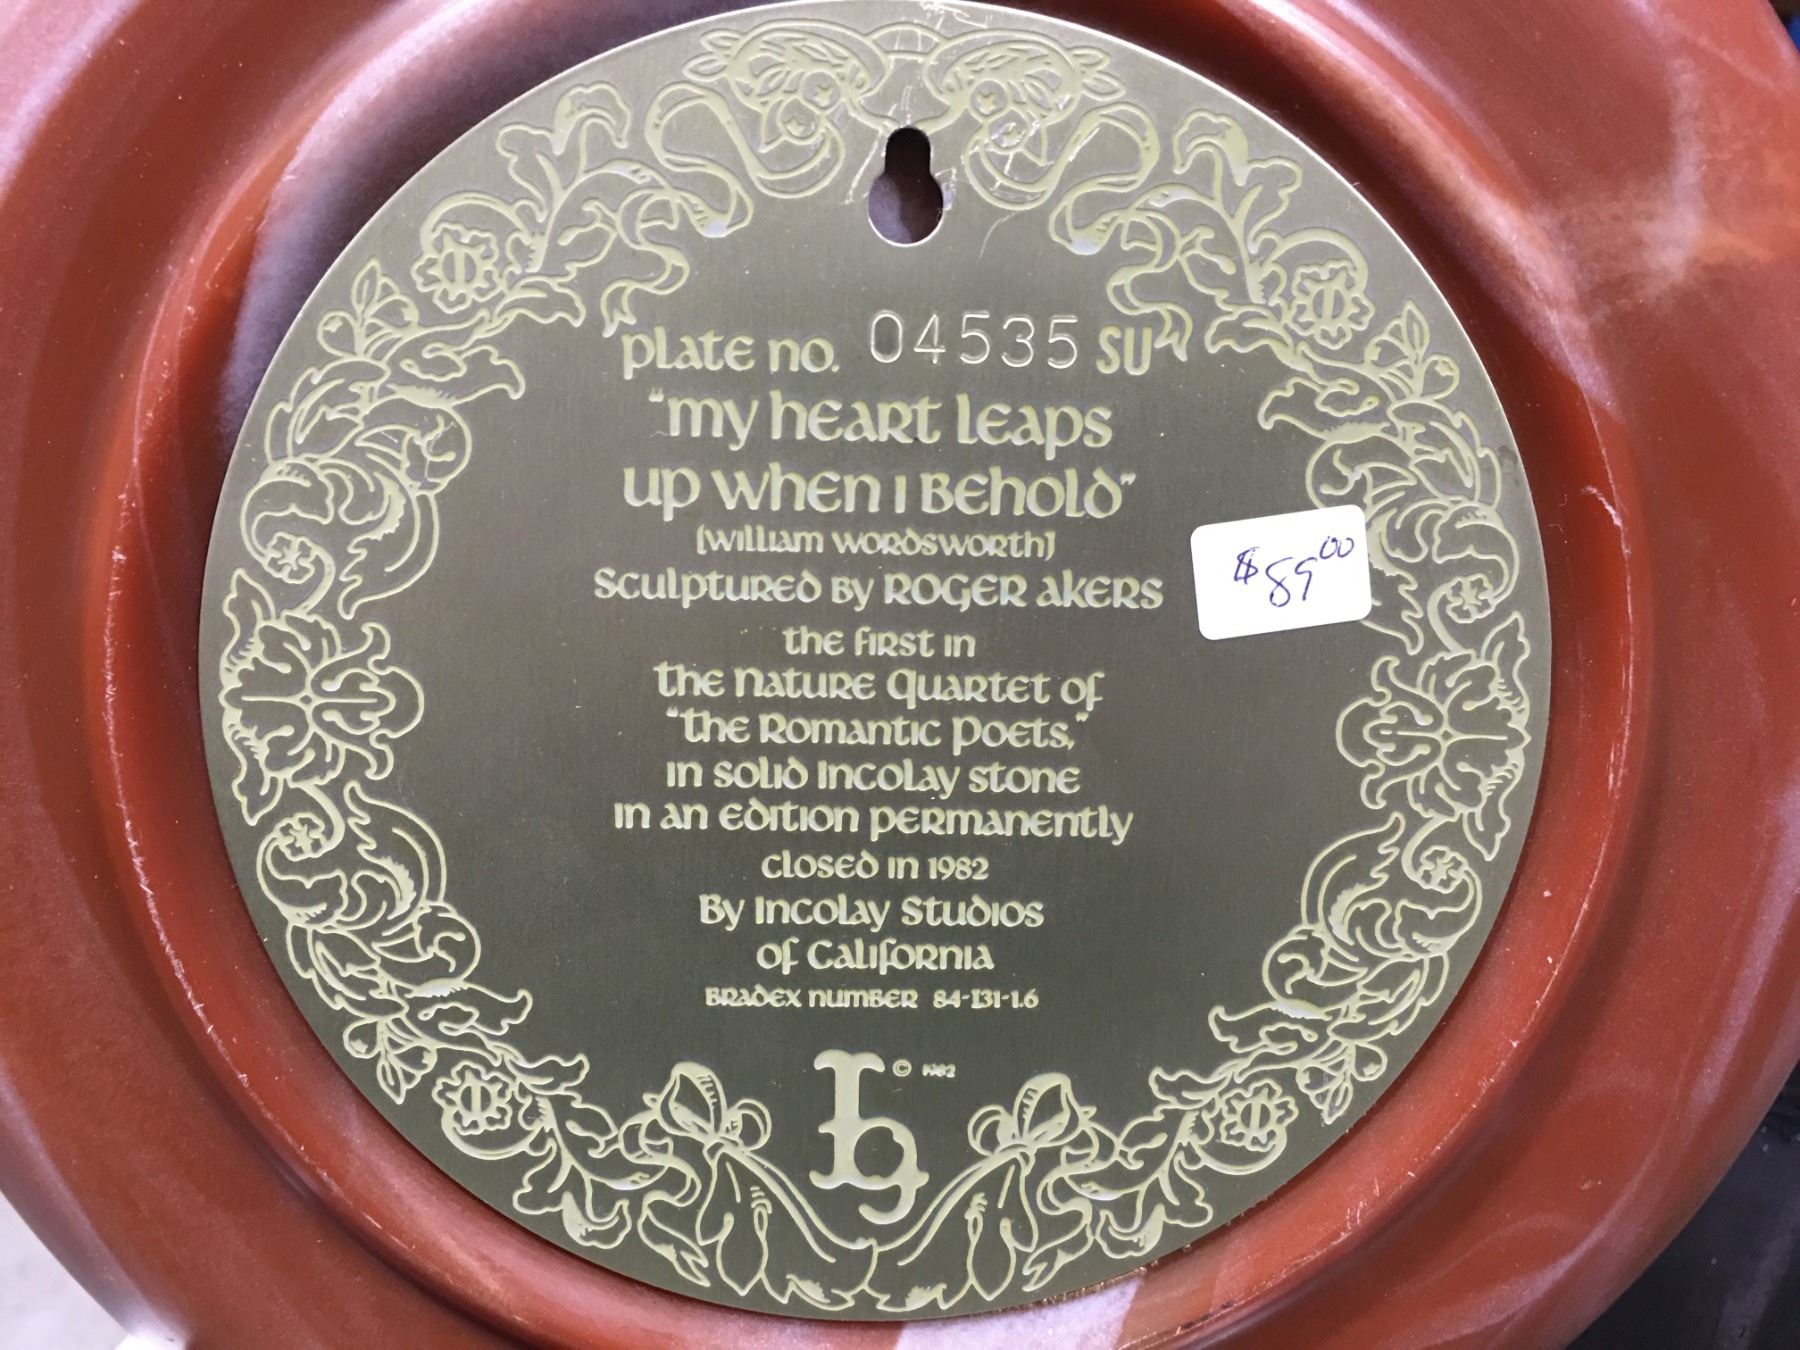 plate no. 04535 SU
"my heart leaps
up when I Behold"
[william wordsworth]
sculptured by ROGER AKERS
the first in
the nature quartet of
"the Romantic poets,"
in solid Incolay stone
in an edition permanently
closed in 1982
By Incolay Studios
of California
Bradex number 84-I31-1.6
© 1982
$89.00